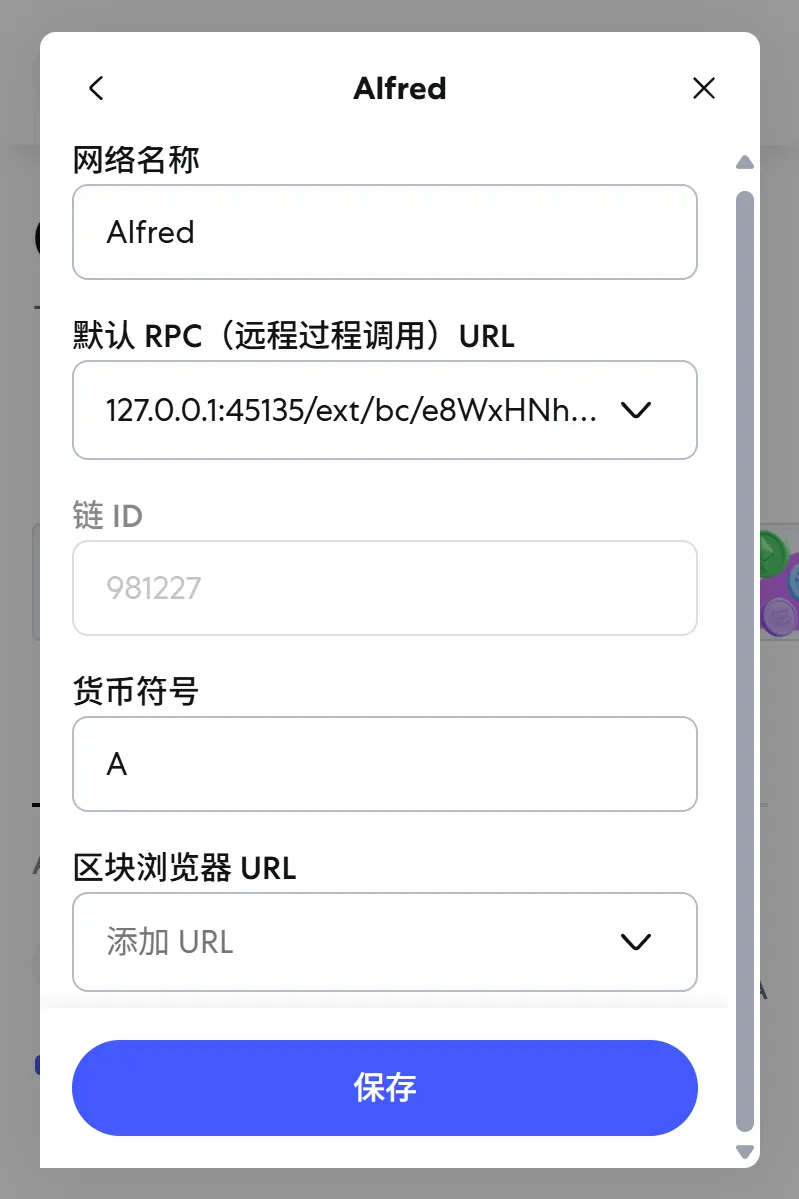 Alfred
网络名称
Alfred
默认 RPC（远程过程调用）URL
127.0.0.1:45135/ext/bc/e8WxHNh...
链 ID
981227
货币符号
A
区块浏览器 URL
添加 URL
保存